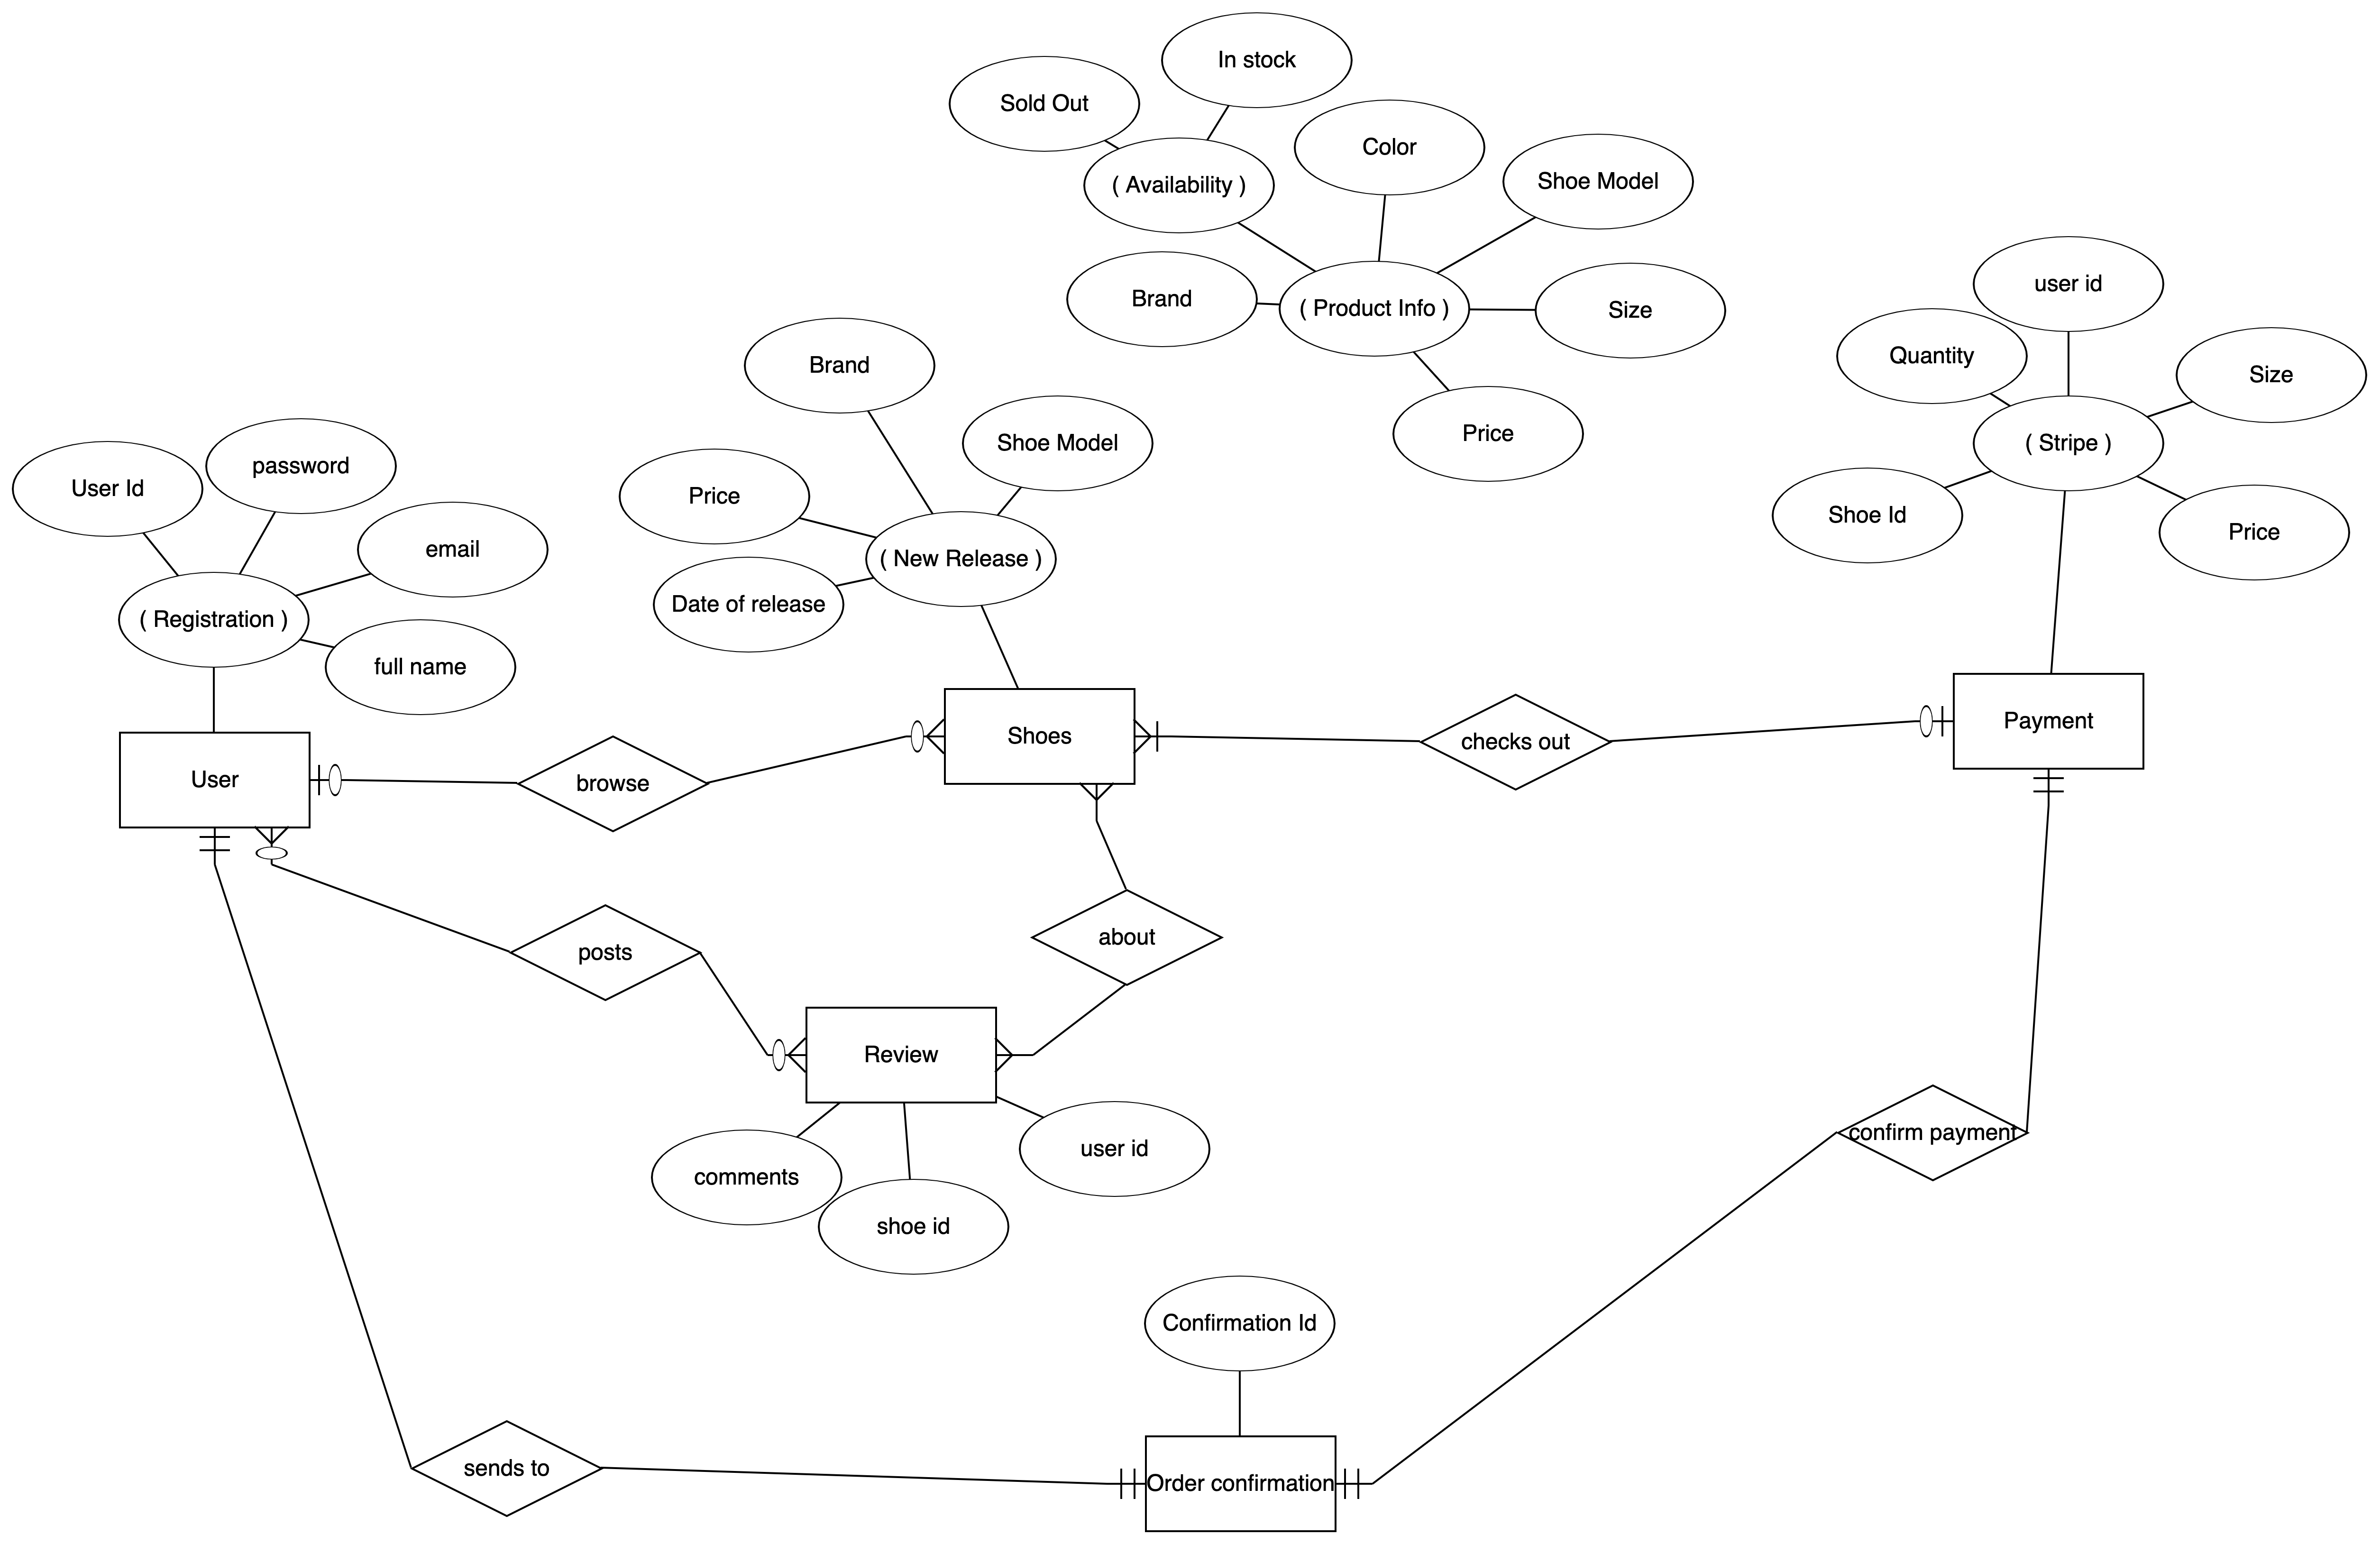 In stock
Sold Out
Color
Shoe Model
( Availability )
user id
Brand
( Product Info )
Size
Quantity
Brand
Size
Price
Shoe Model
( Stripe )
password
User Id
Price
Shoe Id
Price
email
( New Release )
Date of release
( Registration )
full name
Payment
Shoes
checks out
User
browse
about
posts
Review
confirm payment
user id
comments
shoe id
Confirmation Id
sends to
Order confirmation